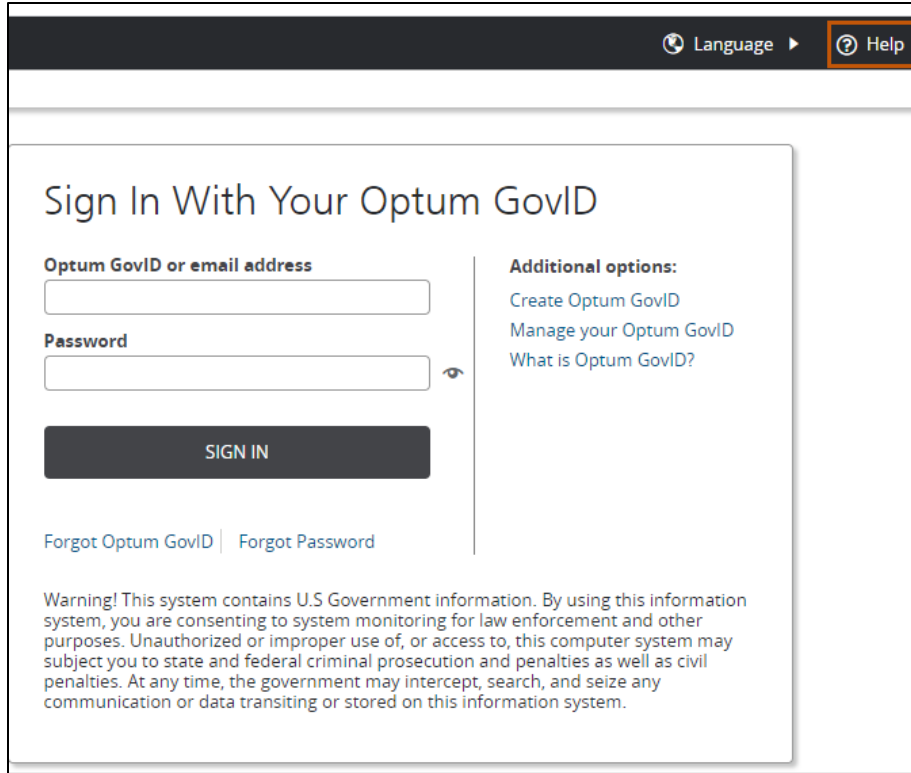 Language
Help
Sign In With Your Optum GovID
Optum GovID or email address
Additional options:
Create Optum GovID
Password
Manage your Optum GovID
What is Optum GovID?
SIGN IN
Forgot Optum GovID
Forgot Password
Warning! This system contains U.S Government information. By using this information
system, you are consenting to system monitoring for law enforcement and other
purposes. Unauthorized or improper use of, or access to, this computer system may
subject you to state and federal criminal prosecution and penalties as well as civil
penalties. At any time, the government may intercept, search, and seize any
communication or data transiting or stored on this information system.